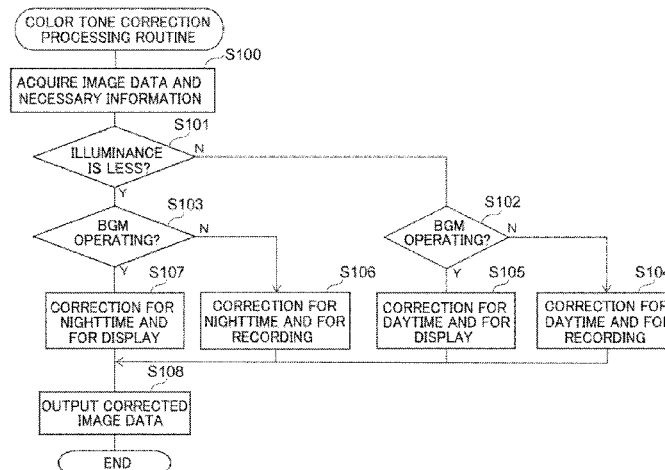 COLOR TONE CORRECTION
PROCESSING ROUTINE
S100
ACQUIRE IMAGE DATA AND
NECESSARY INFORMATION
S101
ILLUMINANCE
IS LESS?
N
Y
S103
BGM
OPERATING?
N
Y
S102
BGM
OPERATING?
N
Y
S107
CORRECTION FOR
NIGHTTIME AND
FOR DISPLAY
S106
CORRECTION FOR
NIGHTTIME AND FOR
RECORDING
S105
CORRECTION FOR
DAYTIME AND FOR
DISPLAY
S104
CORRECTION FOR
DAYTIME AND FOR
RECORDING
S108
OUTPUT CORRECTED
IMAGE DATA
END